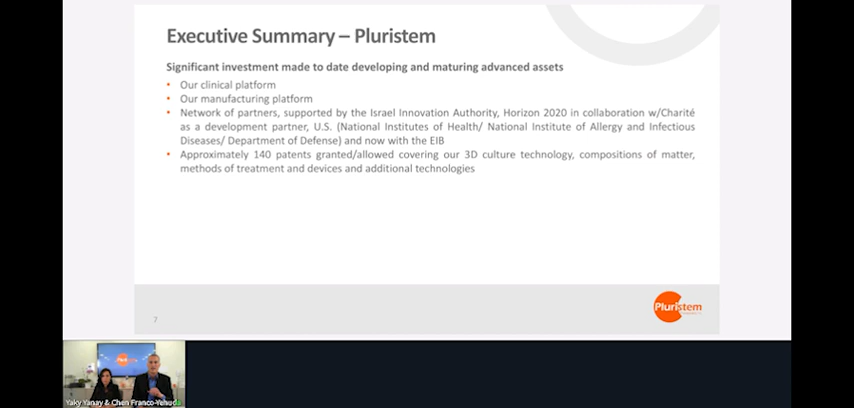 Executive Summary – Pluristem
Significant investment made to date developing and maturing advanced assets
• Our clinical platform
• Our manufacturing platform
• Network of partners, supported by the Israel Innovation Authority, Horizon 2020 in collaboration w/Charité
as a development partner, U.S. (National Institutes of Health/ National Institute of Allergy and Infectious
Diseases/ Department of Defense) and now with the EIB
• Approximately 140 patents granted/allowed covering our 3D culture technology, compositions of matter,
methods of treatment and devices and additional technologies
7
Pluristem
Yaky Yanay & Chen Franco-Yehuda